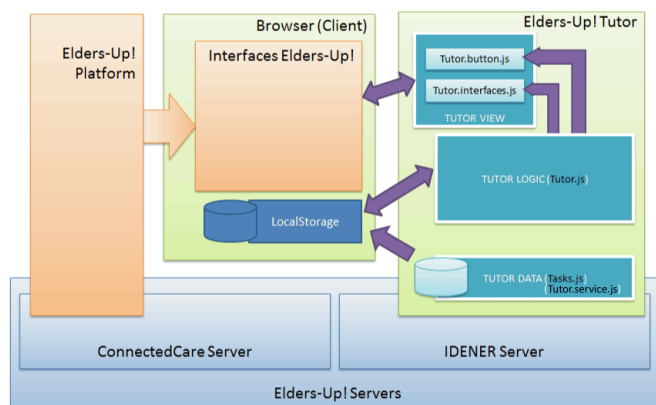 Elders-Up!
Platform
Browser (Client)
Interfaces Elders-Up!
LocalStorage
Elders-Up! Tutor
Tutor.button.js
Tutor.interfaces.js
TUTOR VIEW
TUTOR LOGIC (Tutor.js)
TUTOR DATA (Tasks.js)
(Tutor.service.js)
ConnectedCare Server
IDENER Server
Elders-Up! Servers